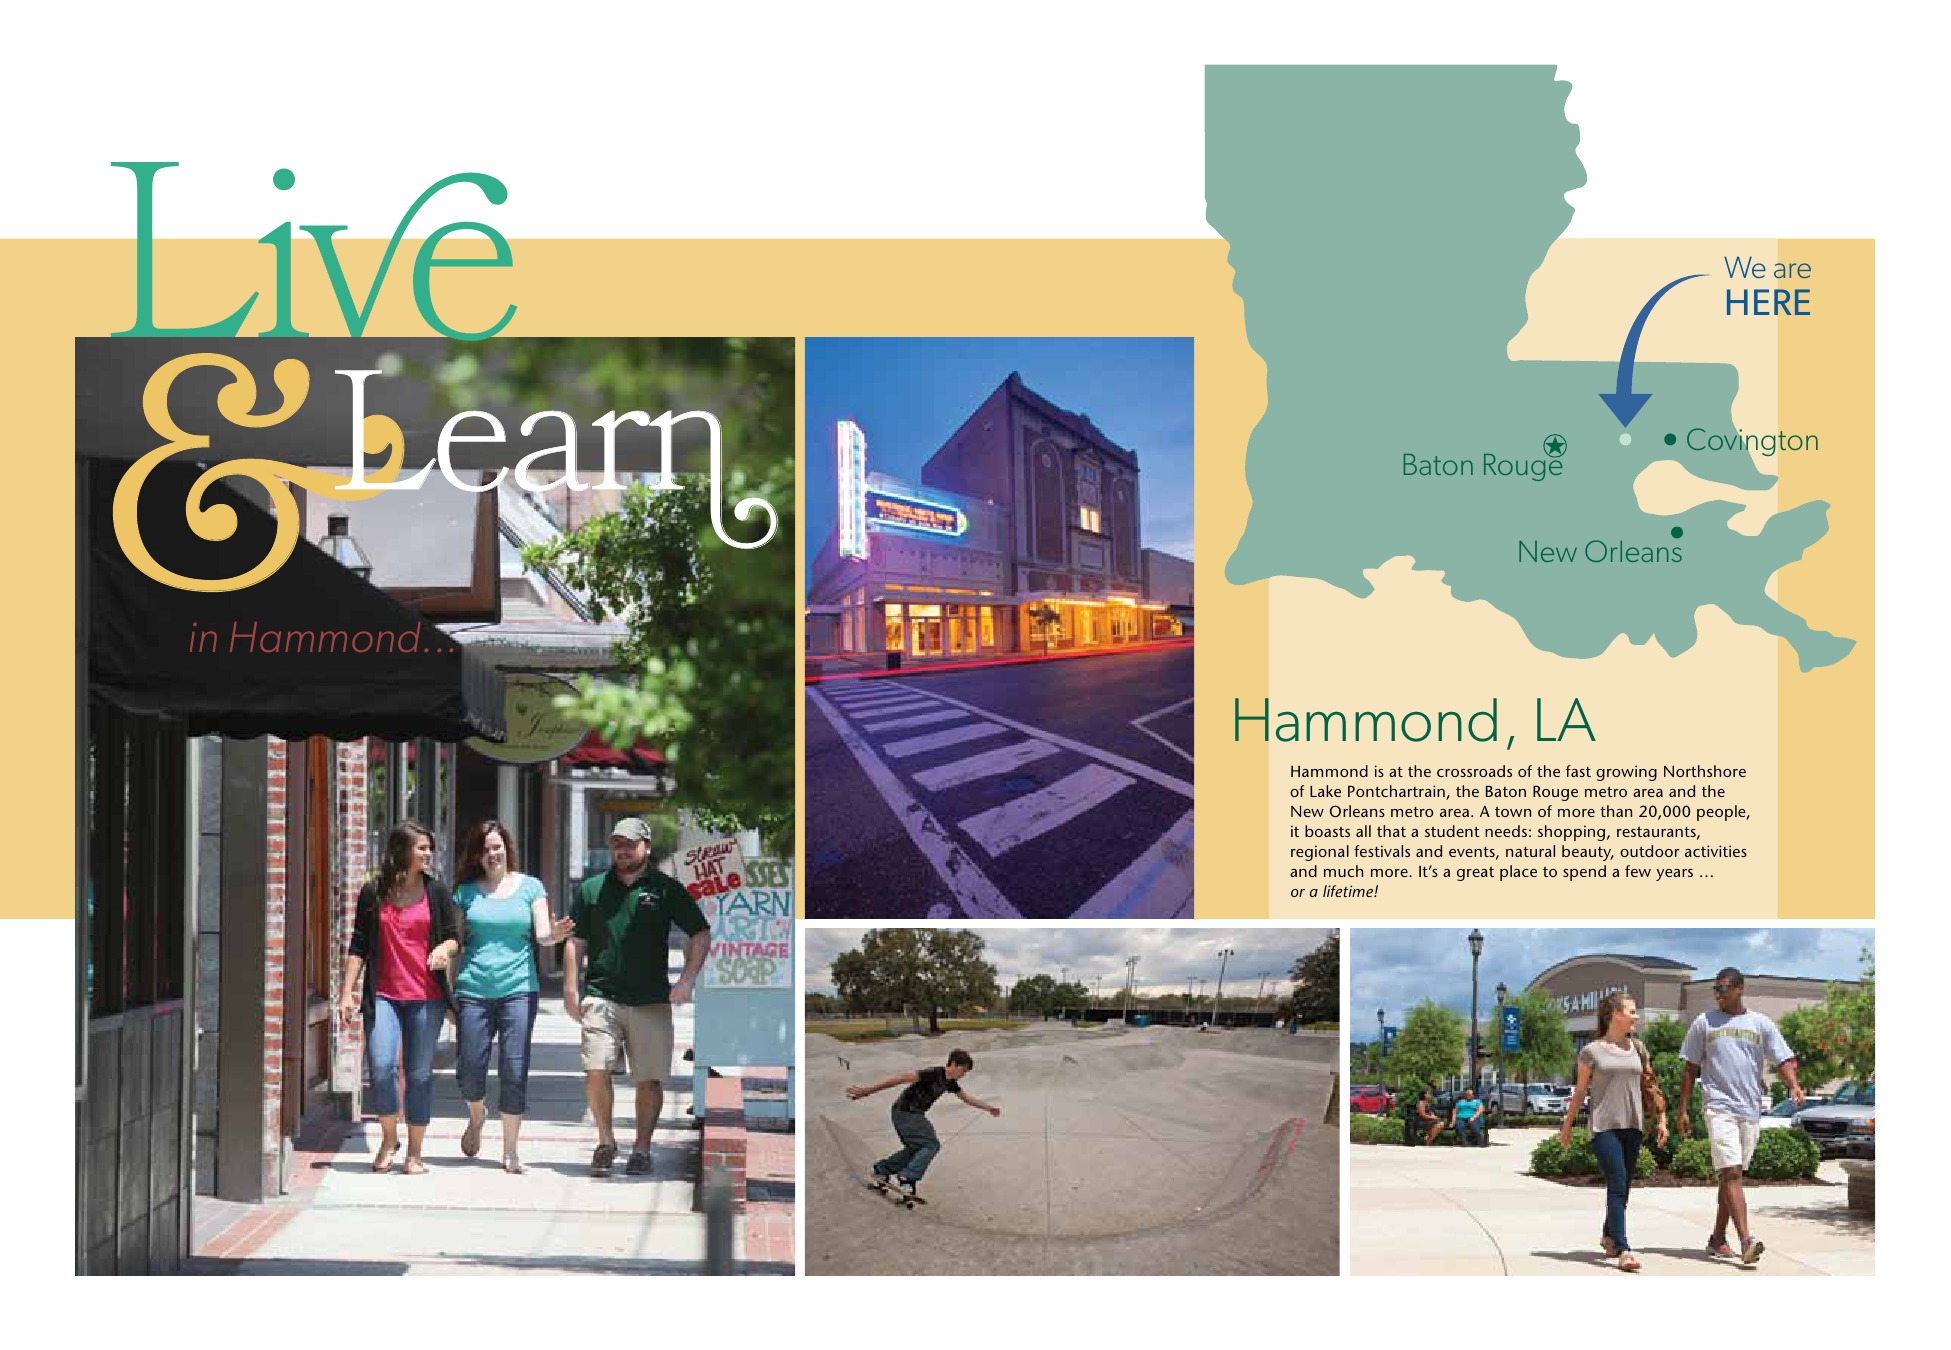 Live
& Learn
in Hammond...
STRAW
HAT
SALE
YARN
ART
VINTAGE
SOAP
We are
HERE
Baton Rouge
Covington
New Orleans
Hammond, LA
Hammond is at the crossroads of the fast growing Northshore
of Lake Pontchartrain, the Baton Rouge metro area and the
New Orleans metro area. A town of more than 20,000 people,
it boasts all that a student needs: shopping, restaurants,
regional festivals and events, natural beauty, outdoor activities
and much more. It’s a great place to spend a few years …
or a lifetime!